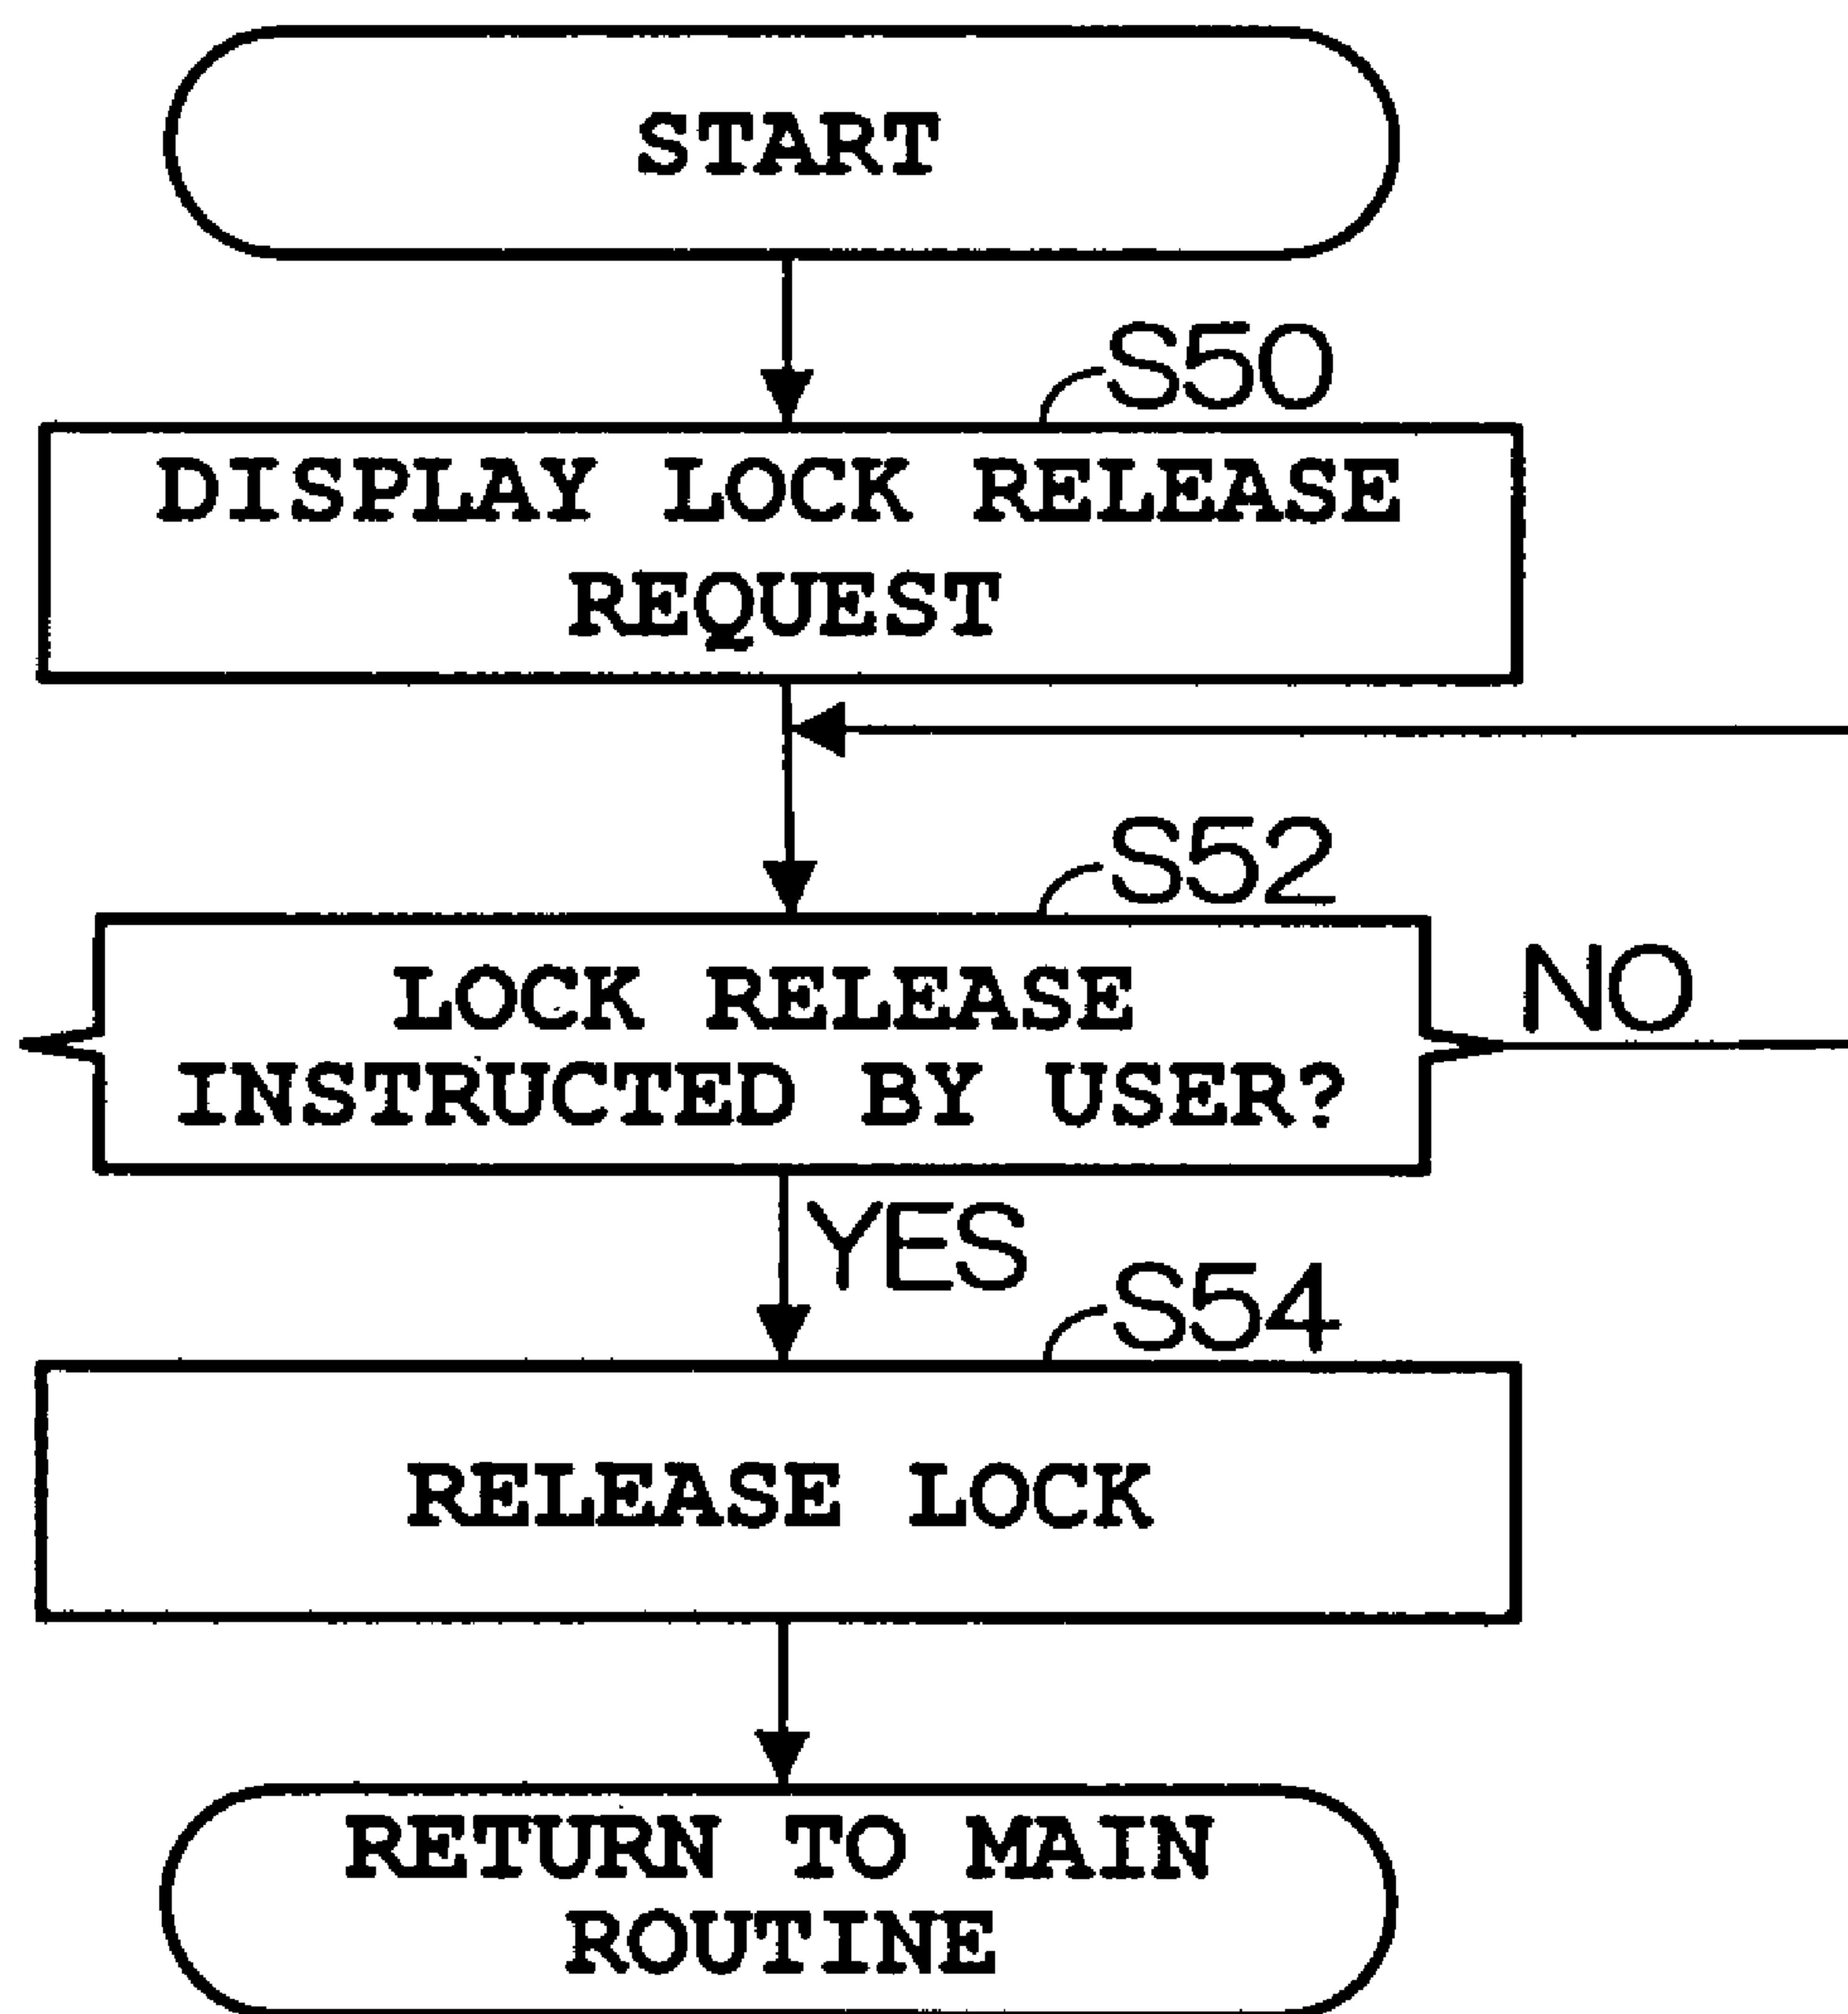 START
S50
DISPLAY LOCK RELEASE
REQUEST
S52
LOCK RELEASE
INSTRUCTED BY USER?
NO
YES
S54
RELEASE LOCK
RETURN TO MAIN
ROUTINE